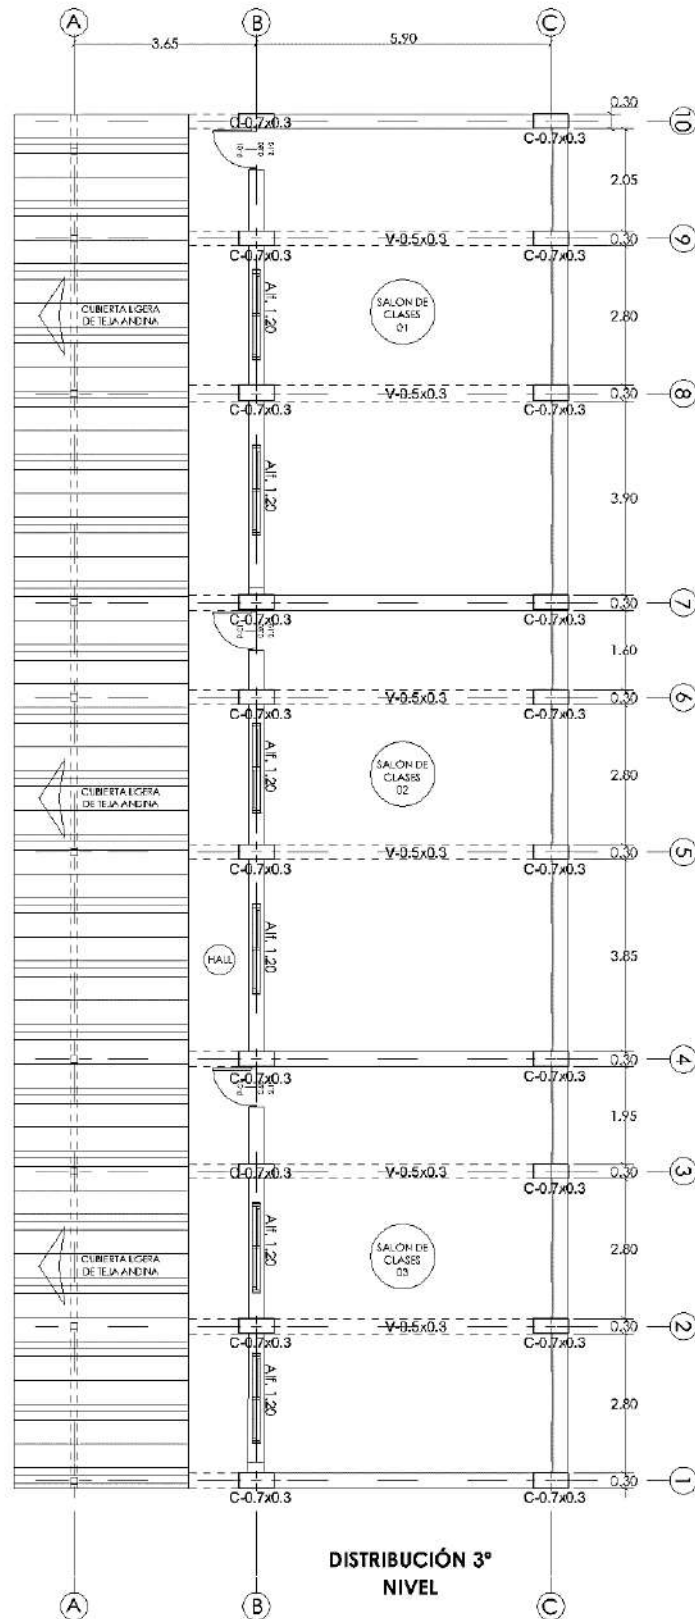 A
B
C
3.65
5.90
0.30
C-0.7x0.3
C-0.7x0.3
10
2.05
V-0.5x0.3
0.30
9
C-0.7x0.3
C-0.7x0.3
Alf. 1.20
CUBIERTA LIGERA
DE TEJA ANDINA
SALÓN DE
CLASES
01
2.80
V-0.5x0.3
0.30
8
C-0.7x0.3
C-0.7x0.3
Alf. 1.20
3.90
0.30
7
C-0.7x0.3
C-0.7x0.3
1.60
V-0.5x0.3
0.30
6
C-0.7x0.3
C-0.7x0.3
Alf. 1.20
CUBIERTA LIGERA
DE TEJA ANDINA
SALÓN DE
CLASES
02
2.80
V-0.5x0.3
0.30
5
C-0.7x0.3
C-0.7x0.3
Alf. 1.20
HALL
3.85
0.30
4
C-0.7x0.3
C-0.7x0.3
1.95
C-0.7x0.3
V-0.5x0.3
0.30
3
C-0.7x0.3
Alf. 1.20
CUBIERTA LIGERA
DE TEJA ANDINA
SALÓN DE
CLASES
03
2.80
V-0.5x0.3
0.30
2
C-0.7x0.3
C-0.7x0.3
Alf. 1.20
2.80
0.30
1
C-0.7x0.3
C-0.7x0.3
DISTRIBUCIÓN 3º
NIVEL
A
B
C